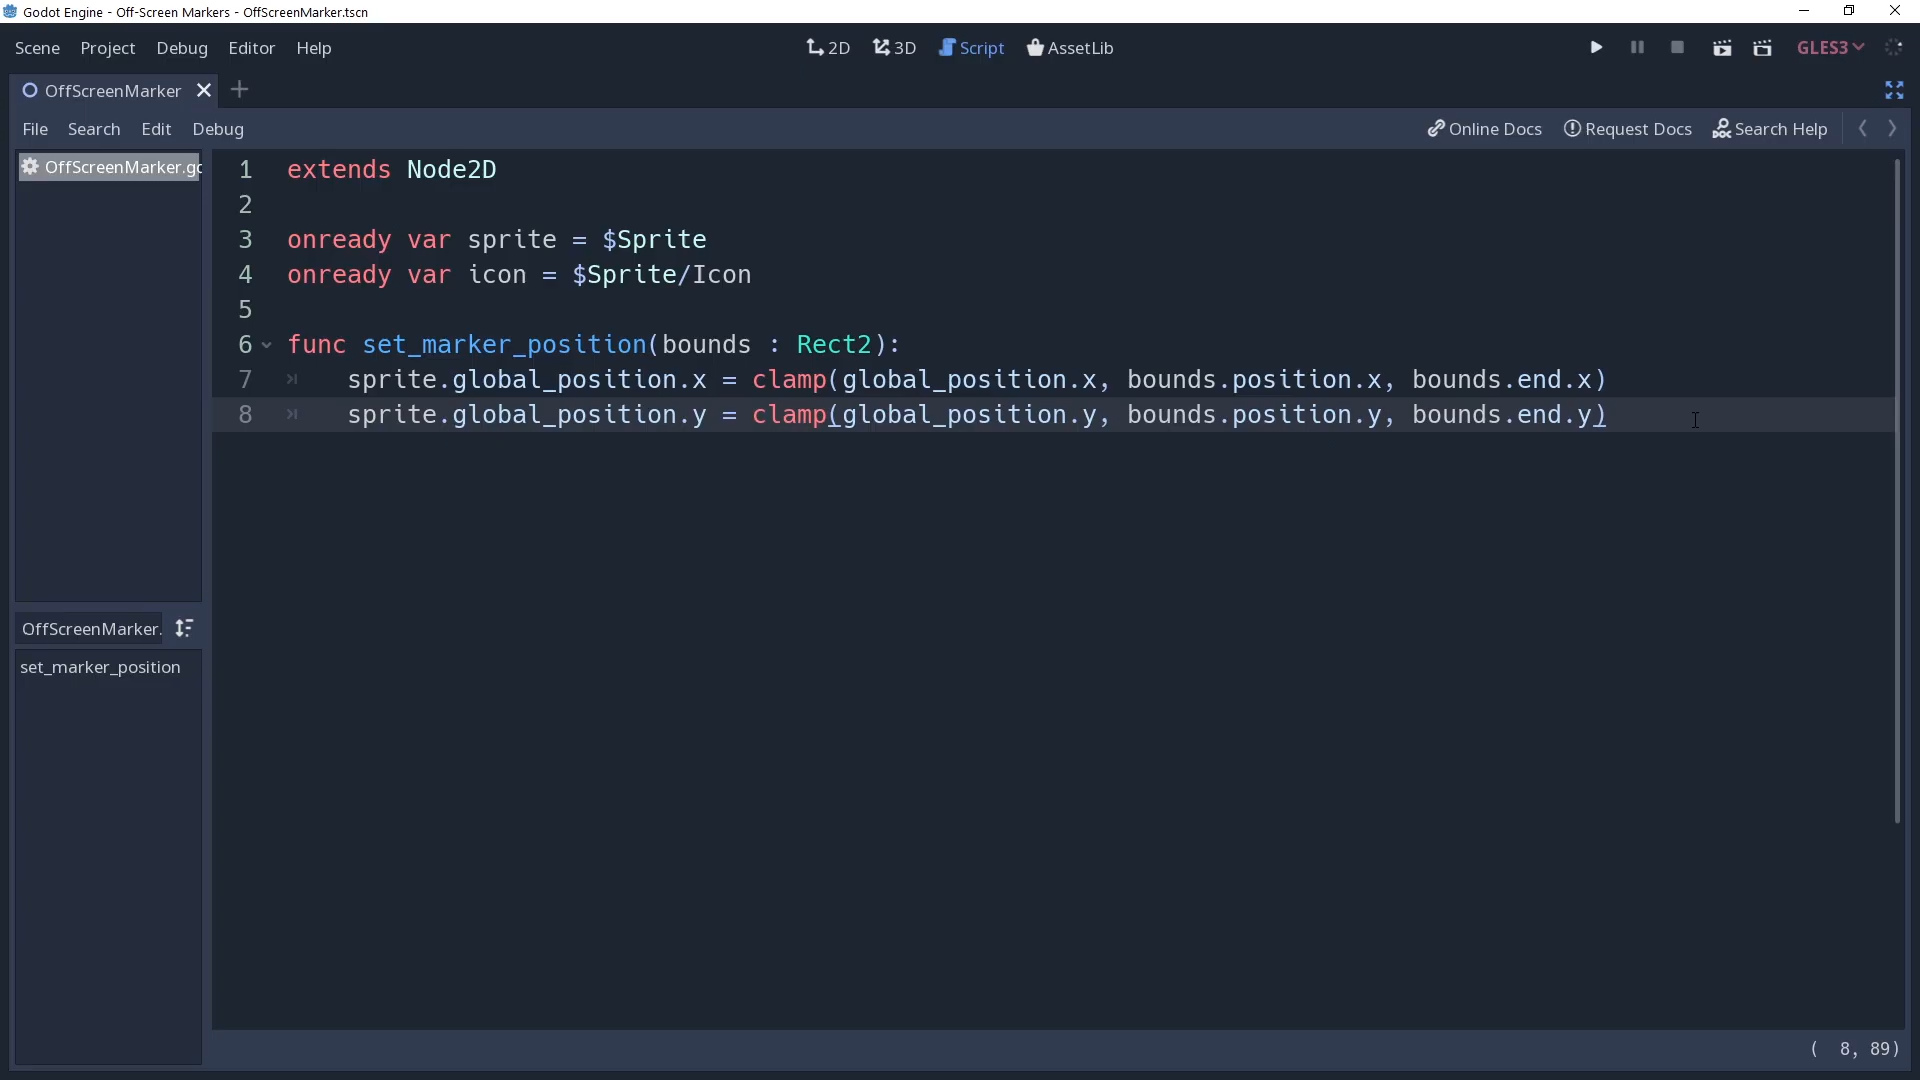 Godot Engine - Off-Screen Markers - OffScreenMarker.tscn
Scene Project Debug Editor Help 2D 3D Script AssetLib GLES3
OffScreenMarker
File Search Edit Debug Online Docs Request Docs Search Help
OffScreenMarker.gd
1 extends Node2D
2
3 onready var sprite = $Sprite
4 onready var icon = $Sprite/Icon
5
6 func set_marker_position(bounds : Rect2):
7 sprite.global_position.x = clamp(global_position.x, bounds.position.x, bounds.end.x)
8 sprite.global_position.y = clamp(global_position.y, bounds.position.y, bounds.end.y)
OffScreenMarker.
set_marker_position
( 8, 89)